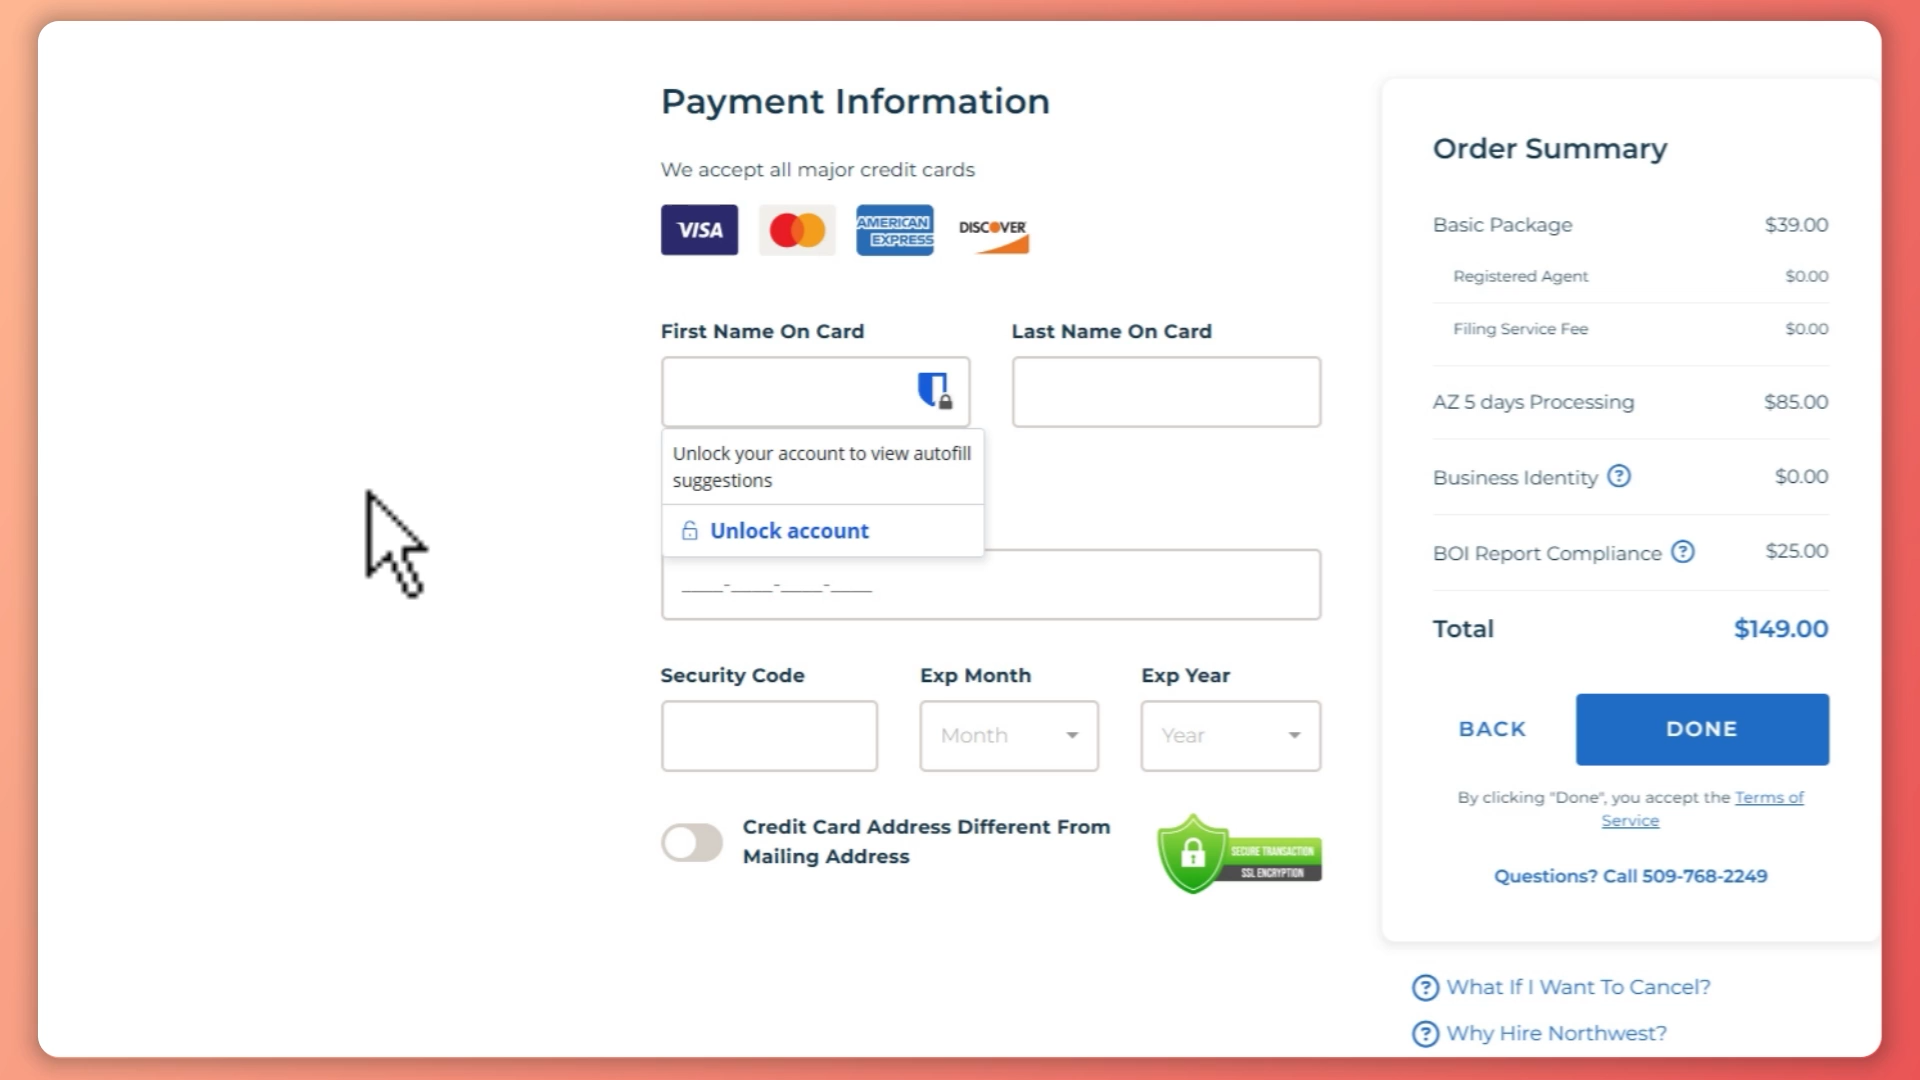 Payment Information
We accept all major credit cards
VISA
AMERICAN
EXPRESS
DISCOVER
First Name On Card
Last Name On Card
Unlock your account to view autofill
suggestions
Unlock account
____-____-____-____
Security Code
Exp Month
Exp Year
Month
Year
Credit Card Address Different From
Mailing Address
SECURE TRANSACTION
SSL ENCRYPTION
Order Summary
Basic Package $39.00
Registered Agent $0.00
Filing Service Fee $0.00
AZ 5 days Processing $85.00
Business Identity ? $0.00
BOI Report Compliance ? $25.00
Total $149.00
BACK
DONE
By clicking "Done", you accept the Terms of
Service
Questions? Call 509-768-2249
? What If I Want To Cancel?
? Why Hire Northwest?